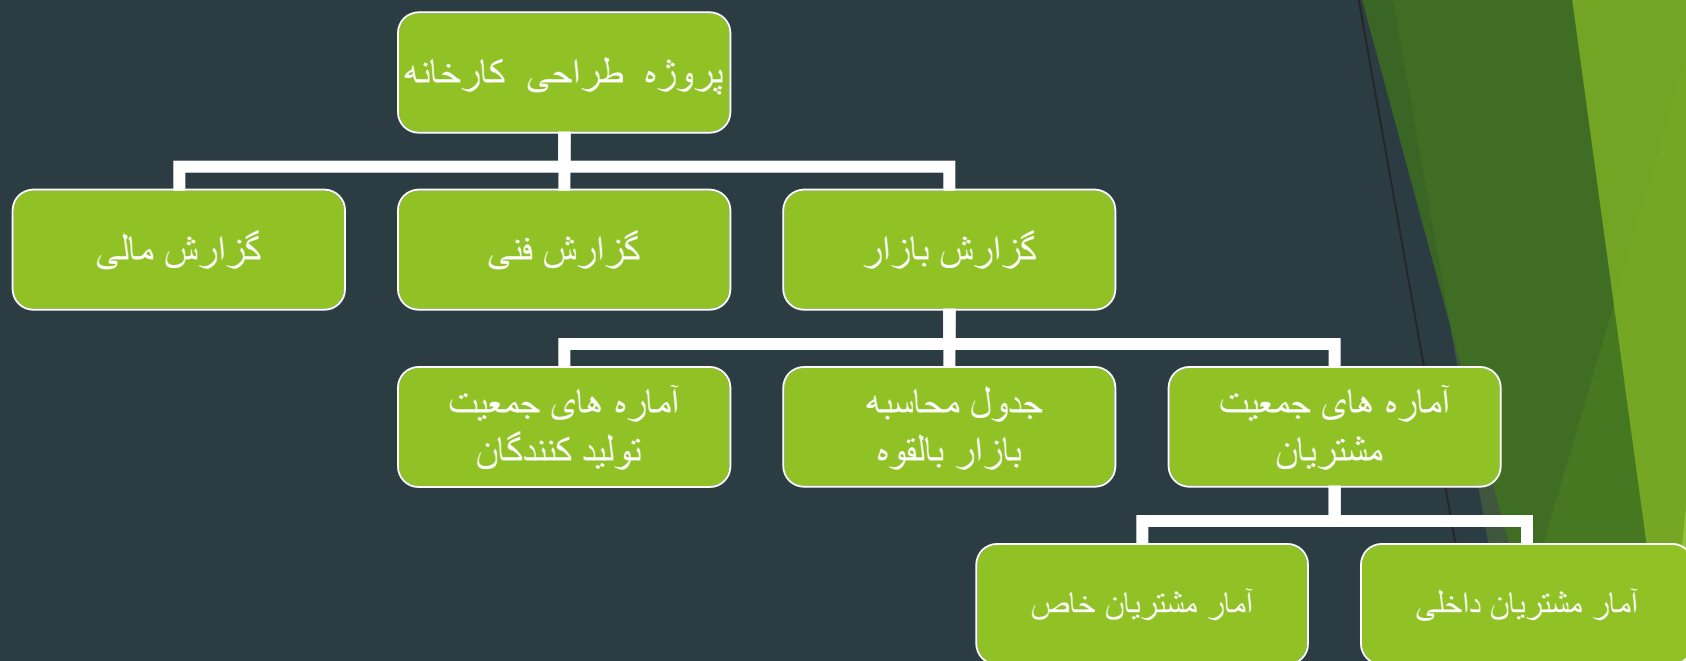 پروژه طراحی کارخانه
گزارش بازار
گزارش فنی
گزارش مالی
آماره های جمعیت
مشتریان
جدول محاسبه
بازار بالقوه
آماره های جمعیت
تولید کنندگان
آمار مشتریان داخلی
آمار مشتریان خاص